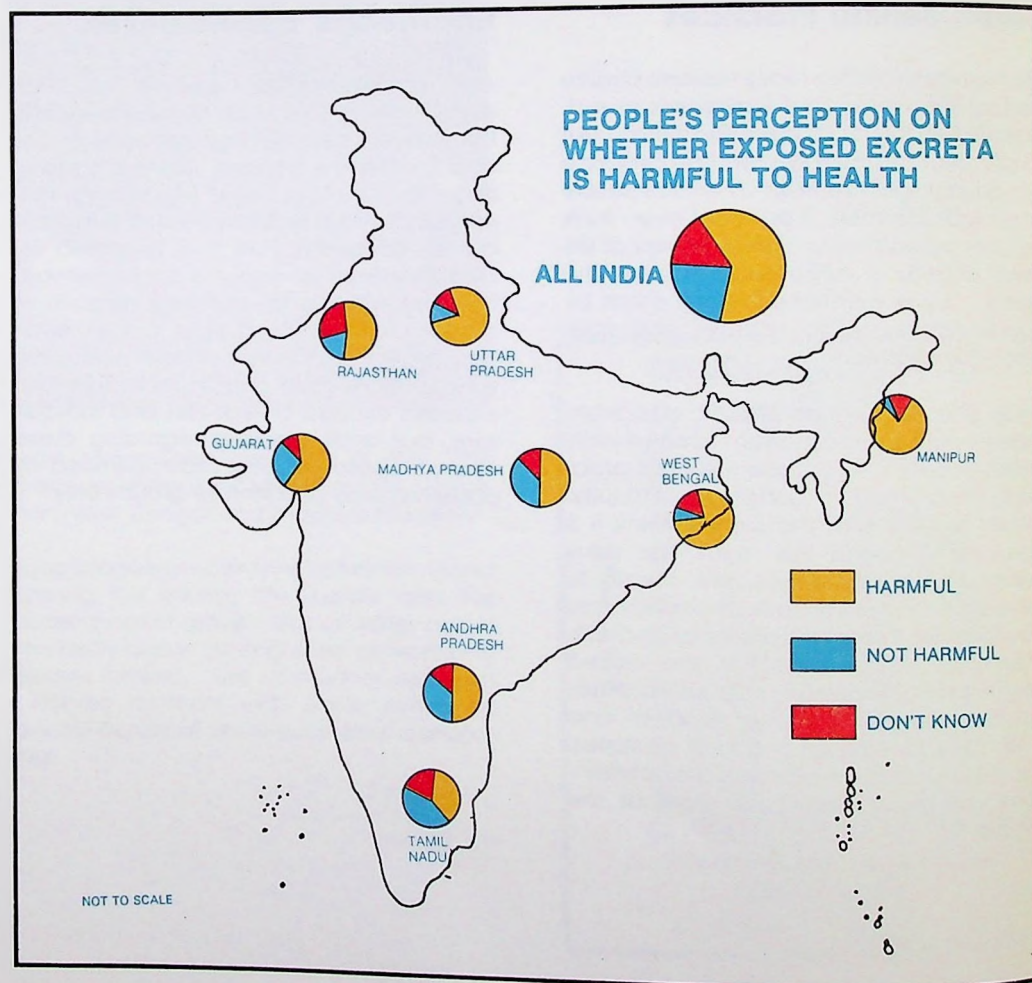 PEOPLE'S PERCEPTION ON
WHETHER EXPOSED EXCRETA
IS HARMFUL TO HEALTH
ALL INDIA
RAJASTHAN
UTTAR
PRADESH
GUJARAT
MADHYA PRADESH
WEST
BENGAL
MANIPUR
HARMFUL
NOT HARMFUL
DON'T KNOW
ANDHRA
PRADESH
TAMIL
NADU
NOT TO SCALE